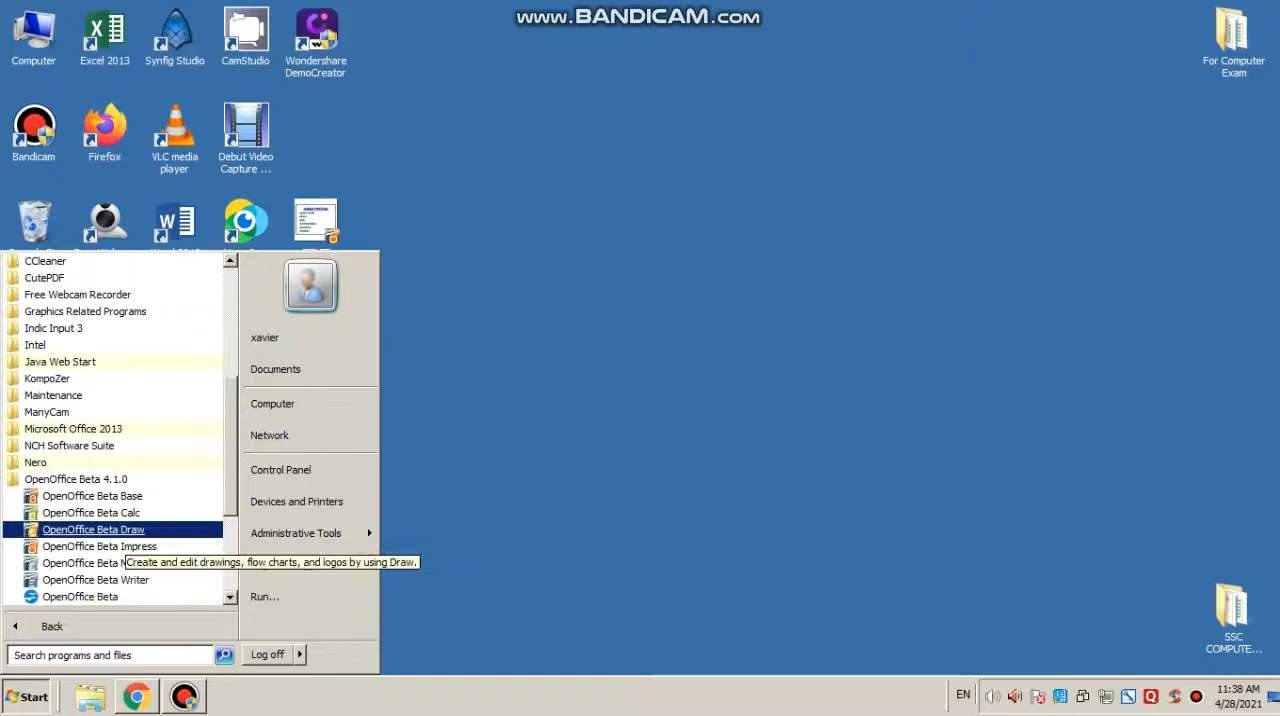 www.BANDICAM.com
Computer
Excel 2013
Synfig Studio
CamStudio
Wondershare
DemoCreator
For Computer
Exam
Bandicam
Firefox
VLC media
player
Debut Video
Capture ...
CCleaner
CutePDF
Free Webcam Recorder
Graphics Related Programs
Indic Input 3
Intel
Java Web Start
KompoZer
Maintenance
ManyCam
Microsoft Office 2013
NCH Software Suite
Nero
OpenOffice Beta 4.1.0
OpenOffice Beta Base
OpenOffice Beta Calc
OpenOffice Beta Draw
OpenOffice Beta Impress
OpenOffice Beta
Create and edit drawings, flow charts, and logos by using Draw.
OpenOffice Beta Writer
OpenOffice Beta
Back
Search programs and files
xavier
Documents
Computer
Network
Control Panel
Devices and Printers
Administrative Tools
Run...
Log off
SSC
COMPUTE...
Start
EN
11:38 AM
4/28/2021